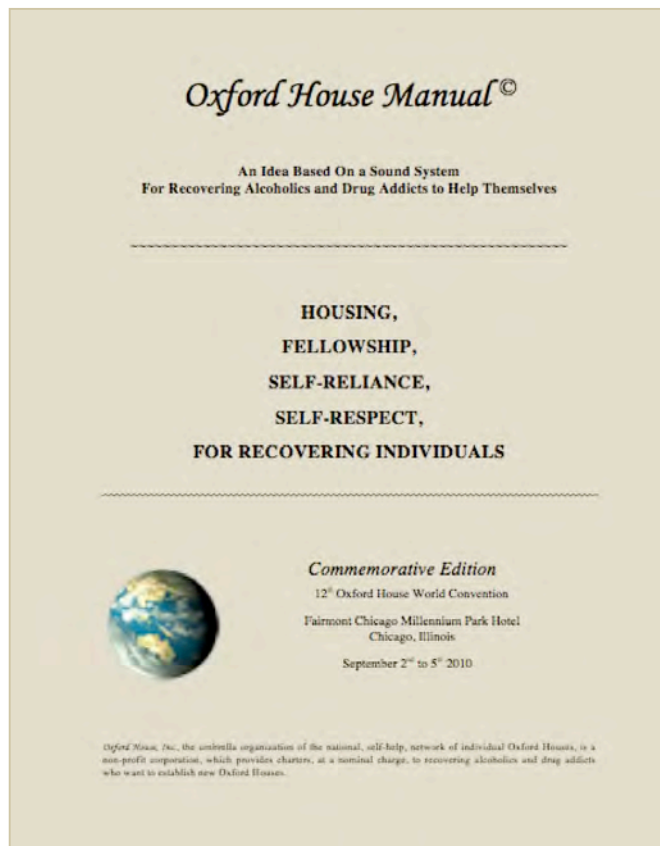 Oxford House Manual©
An Idea Based On a Sound System
For Recovering Alcoholics and Drug Addicts to Help Themselves
HOUSING,
FELLOWSHIP,
SELF-RELIANCE,
SELF-RESPECT,
FOR RECOVERING INDIVIDUALS
Commemorative Edition
12th Oxford House World Convention
Fairmont Chicago Millennium Park Hotel
Chicago, Illinois
September 2nd to 5th 2010
Oxford House, Inc., the umbrella organization of the national, self-help, network of individual Oxford Houses, is a
non-profit corporation, which provides charters, at a nominal charge, to recovering alcoholics and drug addicts
who want to establish new Oxford Houses.